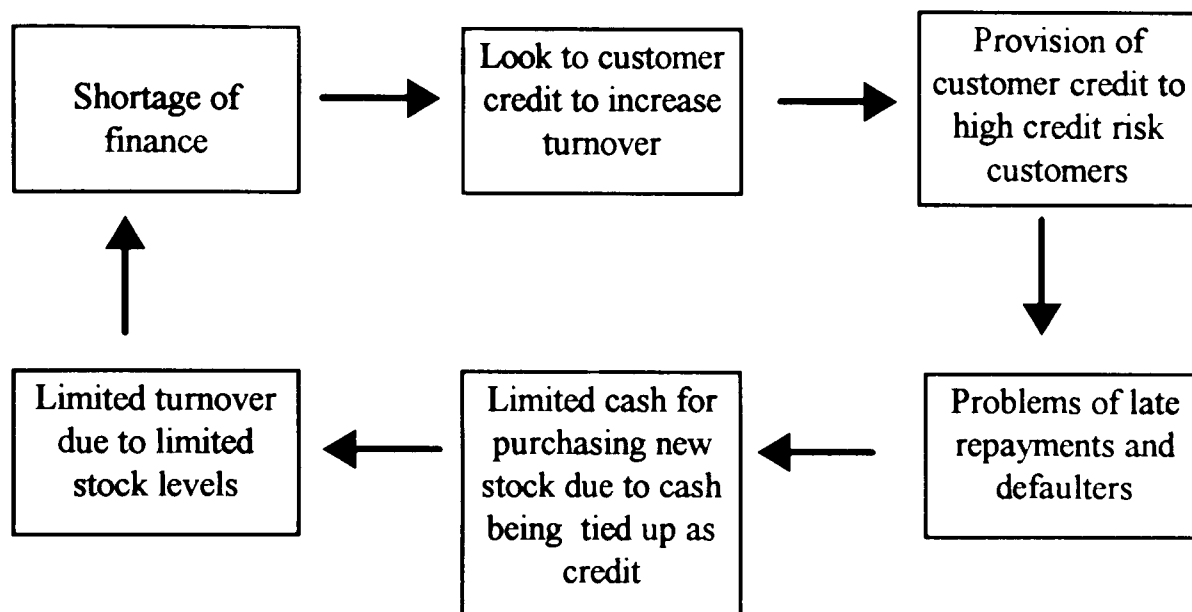 Shortage of
finance
Look to customer
credit to increase
turnover
Provision of
customer credit to
high credit risk
customers
Problems of late
repayments and
defaulters
Limited cash for
purchasing new
stock due to cash
being tied up as
credit
Limited turnover
due to limited
stock levels